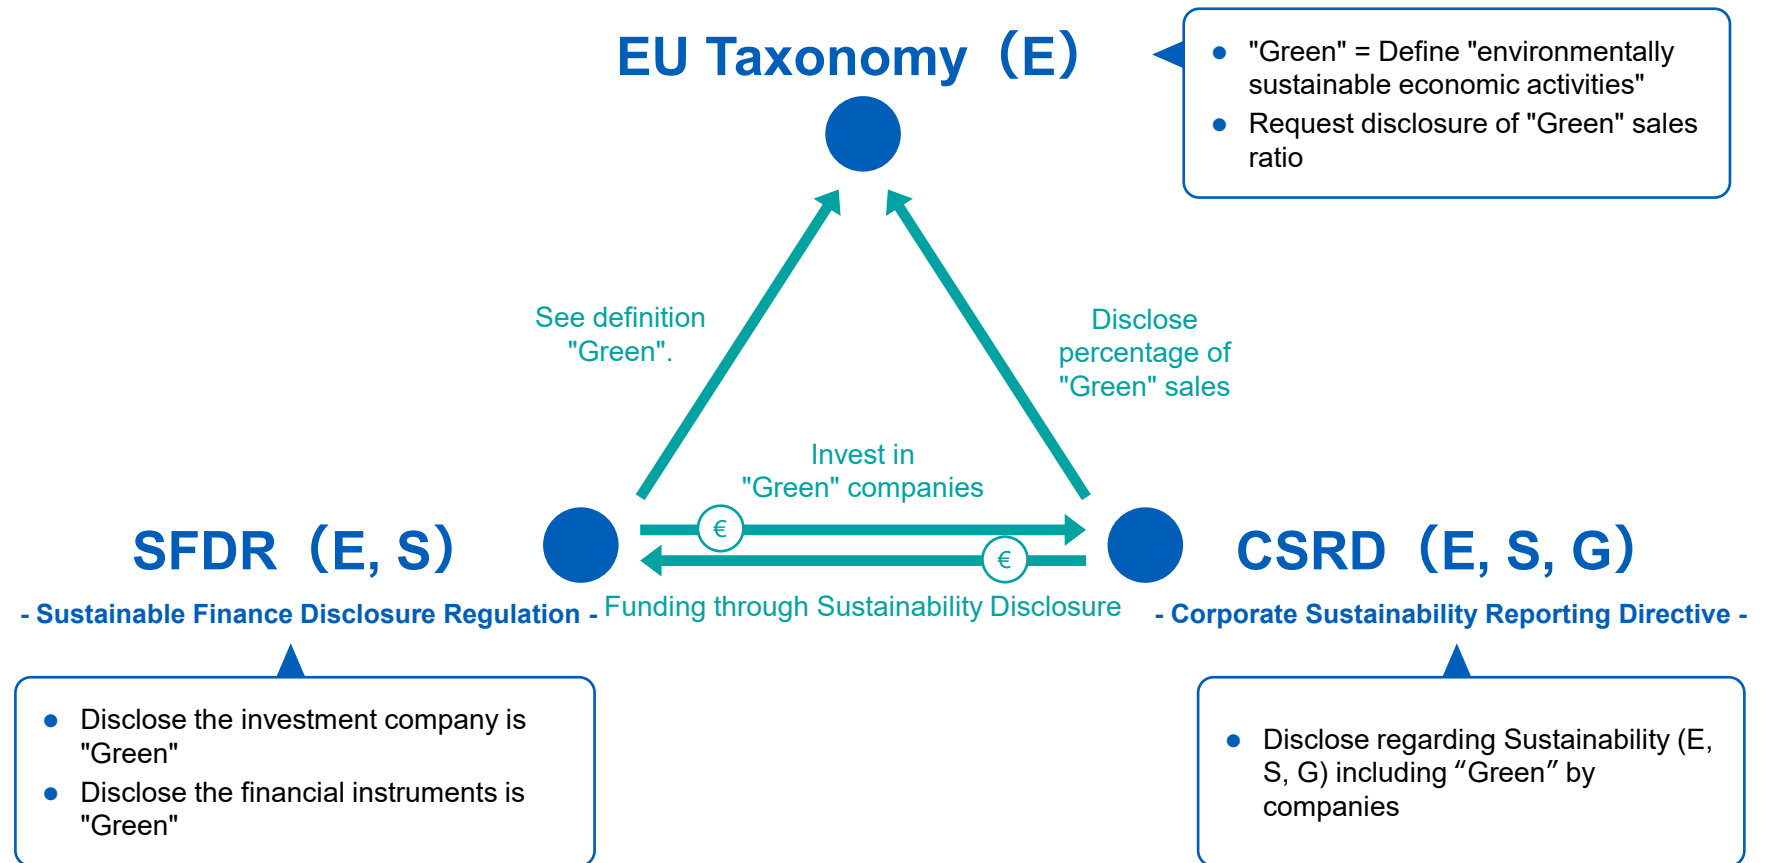 EU Taxonomy（E）
● "Green" = Define "environmentally
sustainable economic activities"
● Request disclosure of "Green" sales
ratio
See definition
"Green".
Disclose
percentage of
"Green" sales
Invest in
"Green" companies
€
€
SFDR（E, S）
- Sustainable Finance Disclosure Regulation -
Funding through Sustainability Disclosure
CSRD（E, S, G）
- Corporate Sustainability Reporting Directive -
● Disclose the investment company is
"Green"
● Disclose the financial instruments is
"Green"
● Disclose regarding Sustainability (E,
S, G) including “Green” by
companies